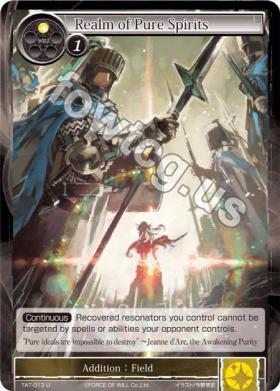 Realm of Pure Spirits
WILL
1
fowtcg.us
Continuous Recovered resonators you control cannot
be targeted by spells or abilities your opponent controls.
"Pure ideals are impossible to destroy" ~Jeanne d'Arc, the Awakening Purity
Addition : Field
TAT-013 U
©FORCE OF WILL Co.,Ltd.